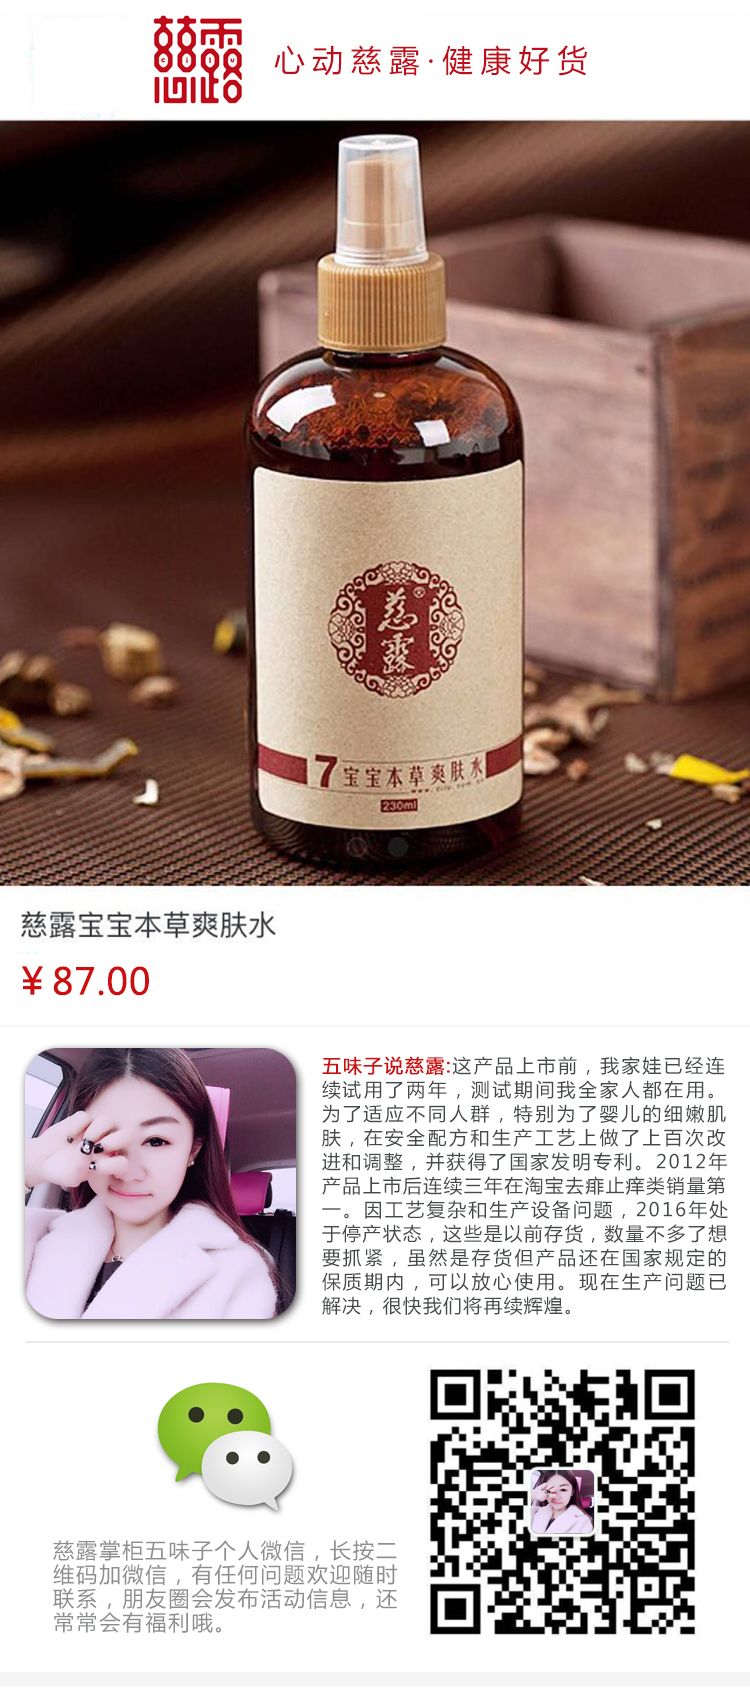 慈露
CILU
心动慈露·健康好货
慈露
®
7宝宝本草爽肤水
www.cilu.com.cn
230ml
慈露宝宝本草爽肤水
¥ 87.00
五味子说慈露:这产品上市前，我家娃已经连
续试用了两年，测试期间我全家人都在用。
为了适应不同人群，特别为了婴儿的细嫩肌
肤，在安全配方和生产工艺上做了上百次改
进和调整，并获得了国家发明专利。2012年
产品上市后连续三年在淘宝去痱止痒类销量第
一。因工艺复杂和生产设备问题，2016年处
于停产状态，这些是以前存货，数量不多了想
要抓紧，虽然是存货但产品还在国家规定的
保质期内，可以放心使用。现在生产问题已
解决，很快我们将再续辉煌。
慈露掌柜五味子个人微信，长按二
维码加微信，有任何问题欢迎随时
联系，朋友圈会发布活动信息，还
常常会有福利哦。